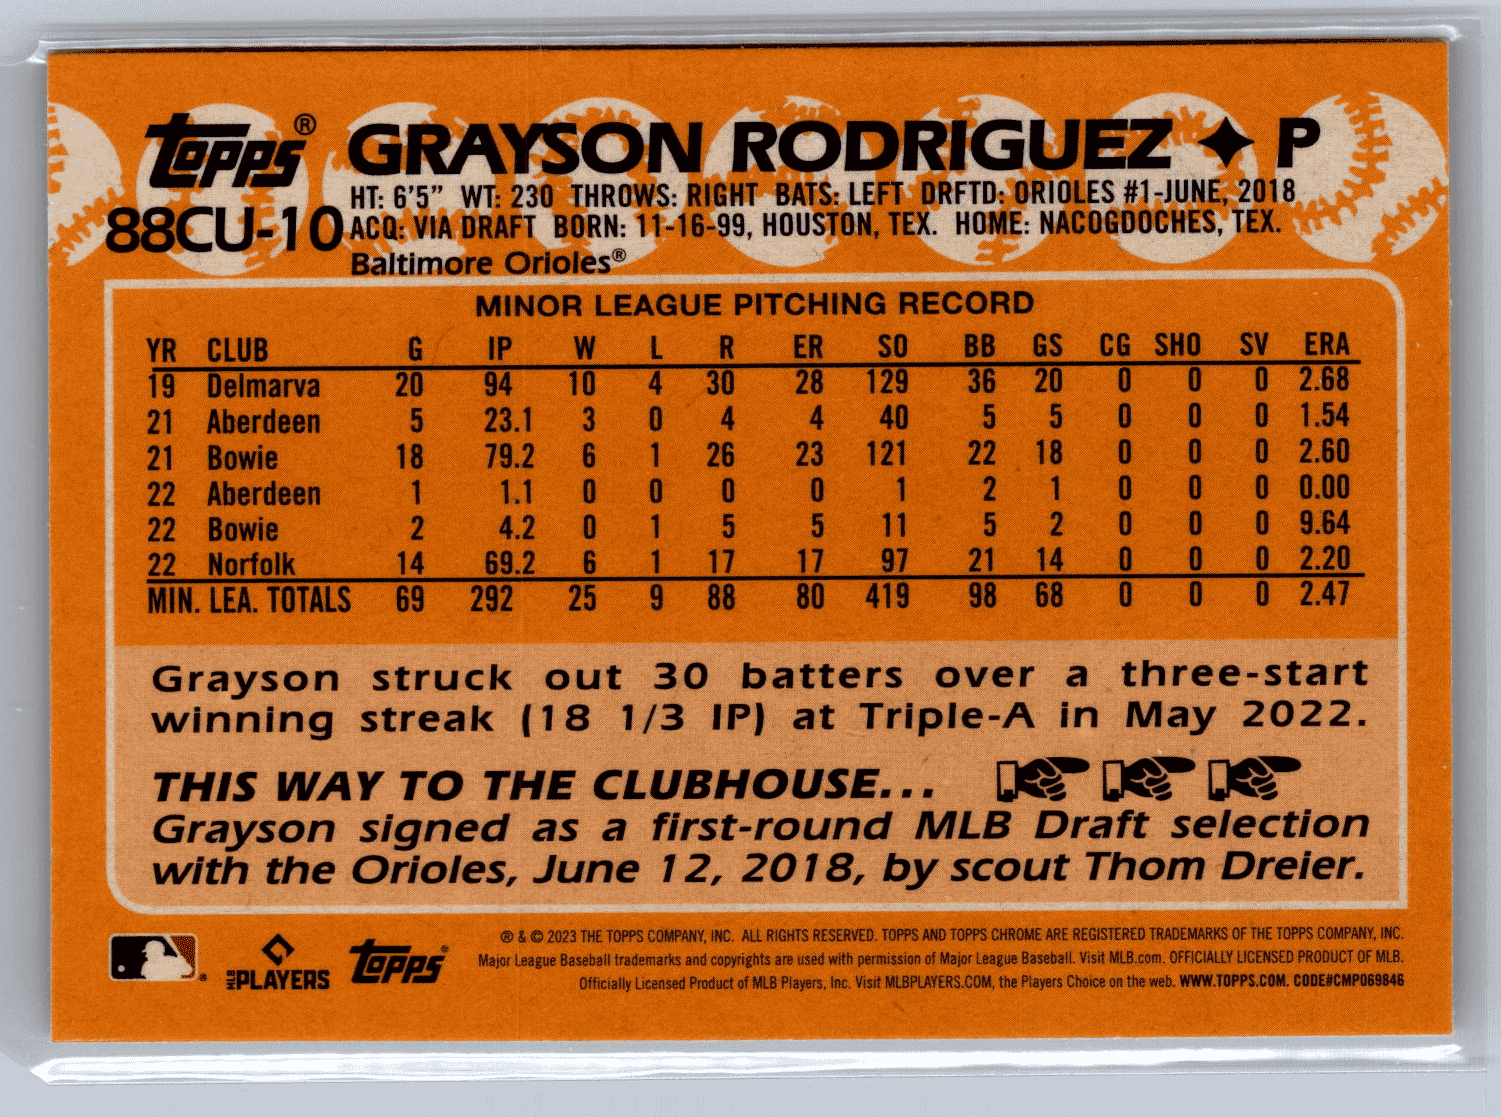 Topps® GRAYSON RODRIGUEZ ✦ P
HT: 6'5" WT: 230 THROWS: RIGHT BATS: LEFT DRFTD: ORIOLES #1-JUNE, 2018
88CU-10 ACQ: VIA DRAFT BORN: 11-16-99, HOUSTON, TEX. HOME: NACOGDOCHES, TEX.
Baltimore Orioles®
MINOR LEAGUE PITCHING RECORD
YR CLUB G IP W L R ER SO BB GS CG SHO SV ERA
19 Delmarva 20 94 10 4 30 28 129 36 20 0 0 0 2.68
21 Aberdeen 5 23.1 3 0 4 4 40 5 5 0 0 0 1.54
21 Bowie 18 79.2 6 1 26 23 121 22 18 0 0 0 2.60
22 Aberdeen 1 1.1 0 0 0 0 1 2 1 0 0 0 0.00
22 Bowie 2 4.2 0 1 5 5 11 5 2 0 0 0 9.64
22 Norfolk 14 69.2 6 1 17 17 97 21 14 0 0 0 2.20
MIN. LEA. TOTALS 69 292 25 9 88 80 419 98 68 0 0 0 2.47
Grayson struck out 30 batters over a three-start
winning streak (18 1/3 IP) at Triple-A in May 2022.
THIS WAY TO THE CLUBHOUSE...
Grayson signed as a first-round MLB Draft selection
with the Orioles, June 12, 2018, by scout Thom Dreier.
® & © 2023 THE TOPPS COMPANY, INC. ALL RIGHTS RESERVED. TOPPS AND TOPPS CHROME ARE REGISTERED TRADEMARKS OF THE TOPPS COMPANY, INC.
Major League Baseball trademarks and copyrights are used with permission of Major League Baseball. Visit MLB.com. OFFICIALLY LICENSED PRODUCT OF MLB.
Officially Licensed Product of MLB Players, Inc. Visit MLBPLAYERS.COM, the Players Choice on the web. WWW.TOPPS.COM. CODE#CMP069846
MLB PLAYERS Topps®